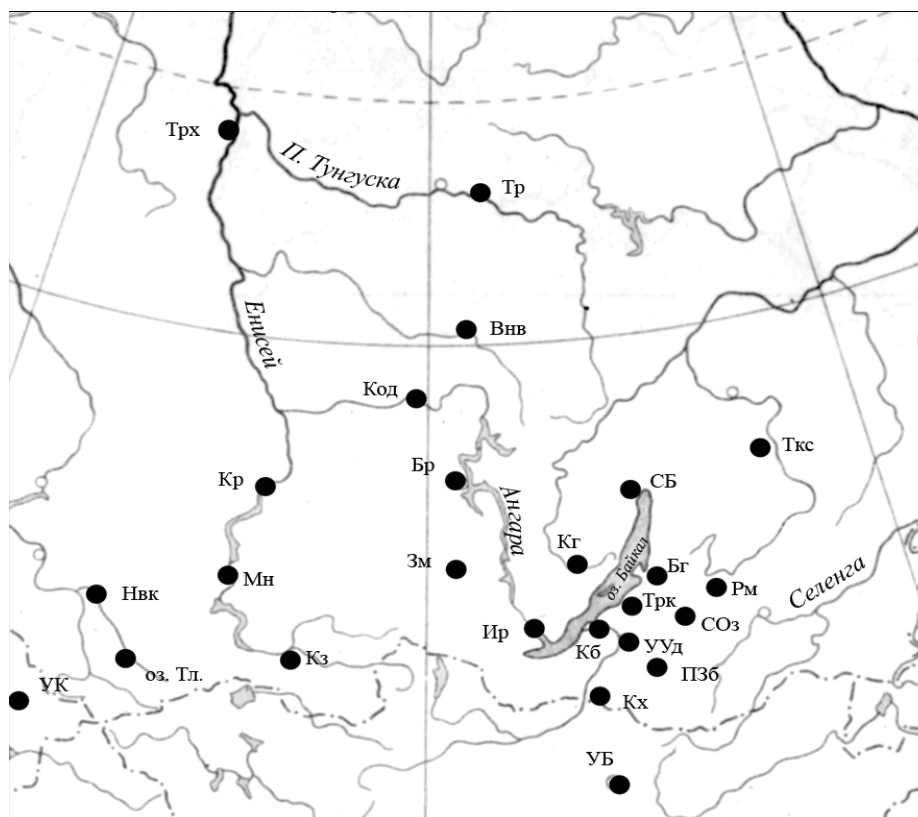 Трх
П. Тунгуска
Тр
Енисей
Внв
Код
Ткс
Кр
Бр
Ангара
СБ
Зм
Кг
оз. Байкал
Бг
Мн
Рм
Селенга
Нвк
Трк
СОз
Ир
Кб
УУд
оз. Тл.
Кз
ПЗб
УК
Кх
УБ